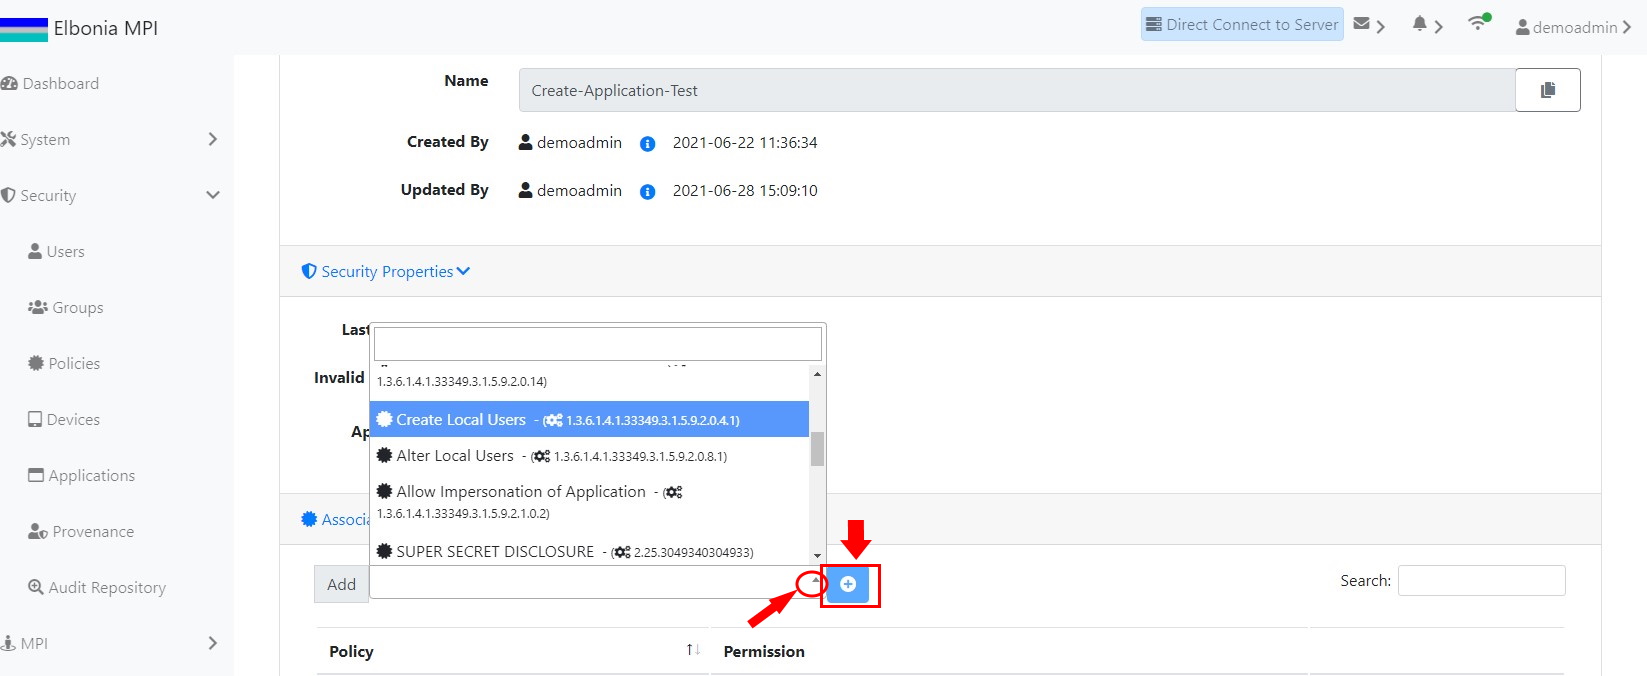 Elbonia MPI
Direct Connect to Server
demoadmin
Dashboard
System
Security
Users
Groups
Policies
Devices
Applications
Provenance
Audit Repository
MPI
Name
Create-Application-Test
Created By
demoadmin
2021-06-22 11:36:34
Updated By
demoadmin
2021-06-28 15:09:10
Security Properties
Last
Invalid
Ap
1.3.6.1.4.1.33349.3.1.5.9.2.0.14)
Create Local Users - ( 1.3.6.1.4.1.33349.3.1.5.9.2.0.4.1)
Alter Local Users - ( 1.3.6.1.4.1.33349.3.1.5.9.2.0.8.1)
Allow Impersonation of Application - (
1.3.6.1.4.1.33349.3.1.5.9.2.1.0.2)
SUPER SECRET DISCLOSURE - ( 2.25.3049340304933)
Associa
Add
Search:
Policy
Permission